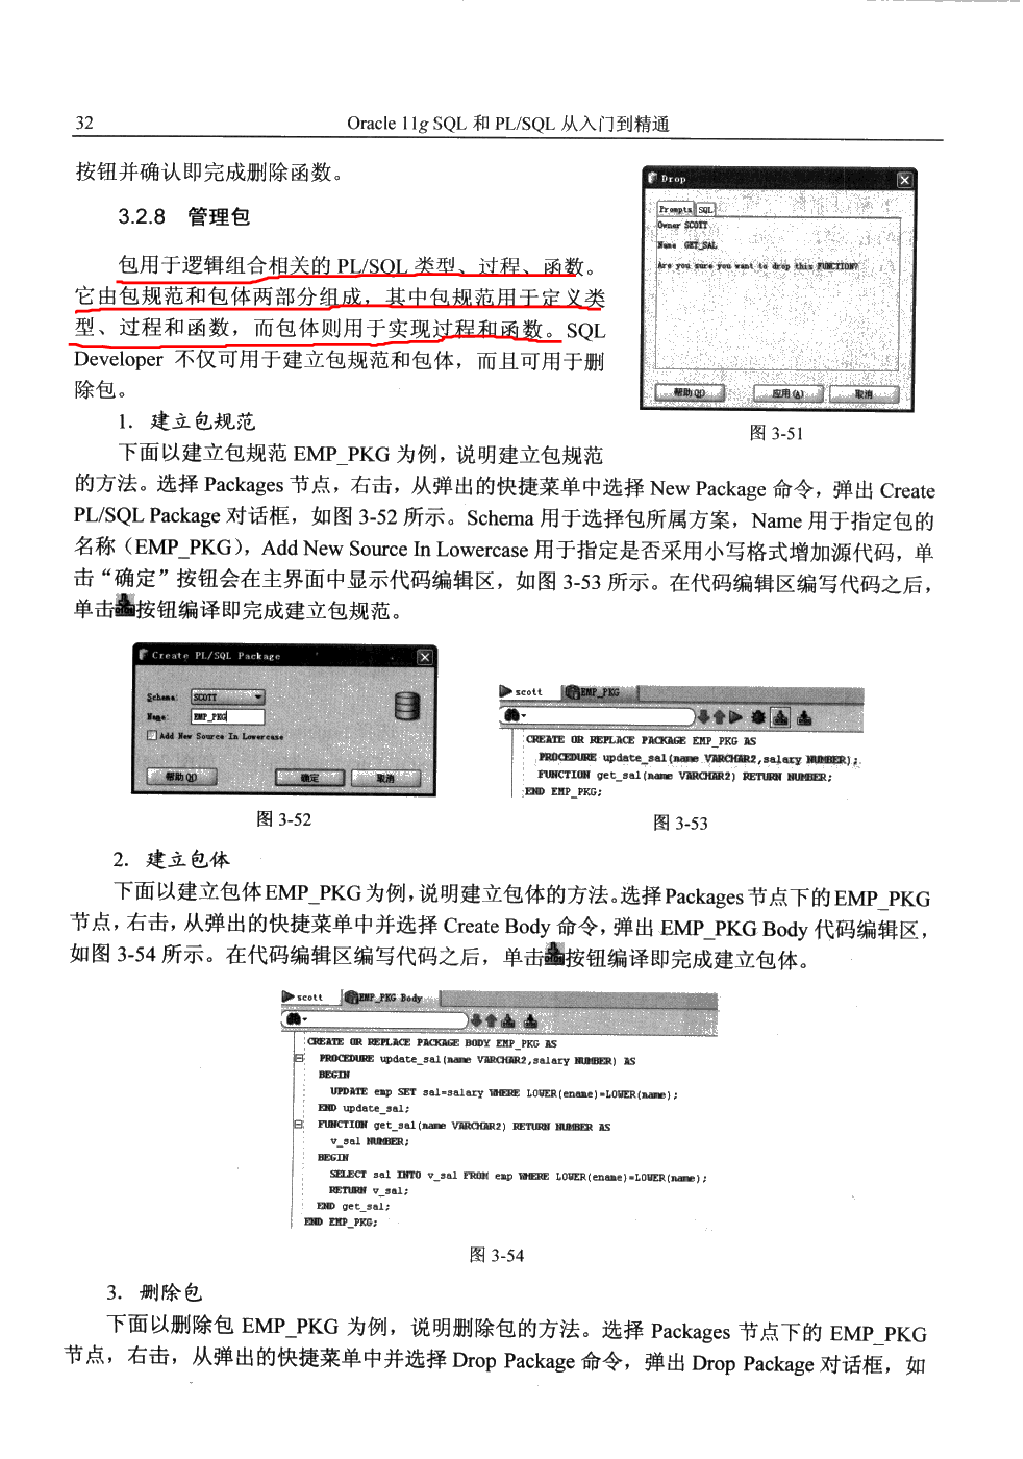 32
Oracle 11g SQL 和 PL/SQL 从入门到精通
按钮并确认即完成删除函数。
3.2.8 管理包
包用于逻辑组合相关的 PL/SQL 类型、过程、函数。
它由包规范和包体两部分组成，其中包规范用于定义类
型、过程和函数，而包体则用于实现过程和函数。SQL
Developer 不仅可用于建立包规范和包体，而且可用于删
除包。
Drop
Prompts SQL
Owner SCOTT
Name GET_SAL
Are you sure you want to drop this FUNCTION?
帮助(H) 应用(A) 取消
图 3-51
1. 建立包规范
下面以建立包规范 EMP_PKG 为例，说明建立包规范
的方法。选择 Packages 节点，右击，从弹出的快捷菜单中选择 New Package 命令，弹出 Create
PL/SQL Package 对话框，如图 3-52 所示。Schema 用于选择包所属方案，Name 用于指定包的
名称（EMP_PKG），Add New Source In Lowercase 用于指定是否采用小写格式增加源代码，单
击“确定”按钮会在主界面中显示代码编辑区，如图 3-53 所示。在代码编辑区编写代码之后，
单击按钮编译即完成建立包规范。
Create PL/SQL Package
Schema: SCOTT
Name: EMP_PKG
Add New Source In Lowercase
帮助(H) 确定 取消
图 3-52
scott EMP_PKG
CREATE OR REPLACE PACKAGE EMP_PKG AS
PROCEDURE update_sal(name VARCHAR2,salary NUMBER);
FUNCTION get_sal(name VARCHAR2) RETURN NUMBER;
END EMP_PKG;
图 3-53
2. 建立包体
下面以建立包体 EMP_PKG 为例，说明建立包体的方法。选择 Packages 节点下的 EMP_PKG
节点，右击，从弹出的快捷菜单中并选择 Create Body 命令，弹出 EMP_PKG Body 代码编辑区，
如图 3-54 所示。在代码编辑区编写代码之后，单击按钮编译即完成建立包体。
scott EMP_PKG Body
CREATE OR REPLACE PACKAGE BODY EMP_PKG AS
PROCEDURE update_sal(name VARCHAR2,salary NUMBER) AS
BEGIN
UPDATE emp SET sal=salary WHERE LOWER(ename)=LOWER(name);
END update_sal;
FUNCTION get_sal(name VARCHAR2) RETURN NUMBER AS
v_sal NUMBER;
BEGIN
SELECT sal INTO v_sal FROM emp WHERE LOWER(ename)=LOWER(name);
RETURN v_sal;
END get_sal;
END EMP_PKG;
图 3-54
3. 删除包
下面以删除包 EMP_PKG 为例，说明删除包的方法。选择 Packages 节点下的 EMP_PKG
节点，右击，从弹出的快捷菜单中并选择 Drop Package 命令，弹出 Drop Package 对话框，如